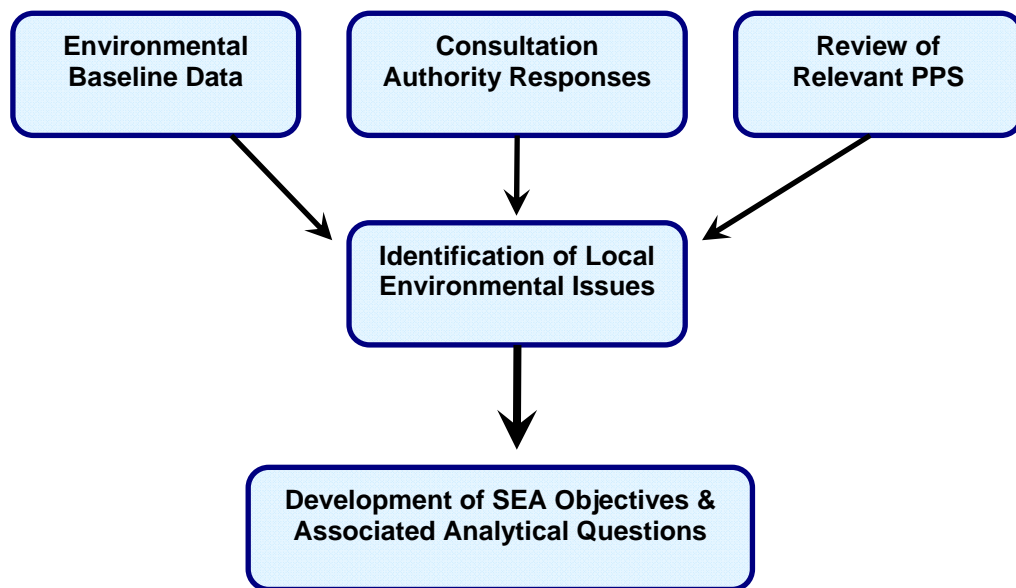 Environmental
Baseline Data
Consultation
Authority Responses
Review of
Relevant PPS
Identification of Local
Environmental Issues
Development of SEA Objectives &
Associated Analytical Questions